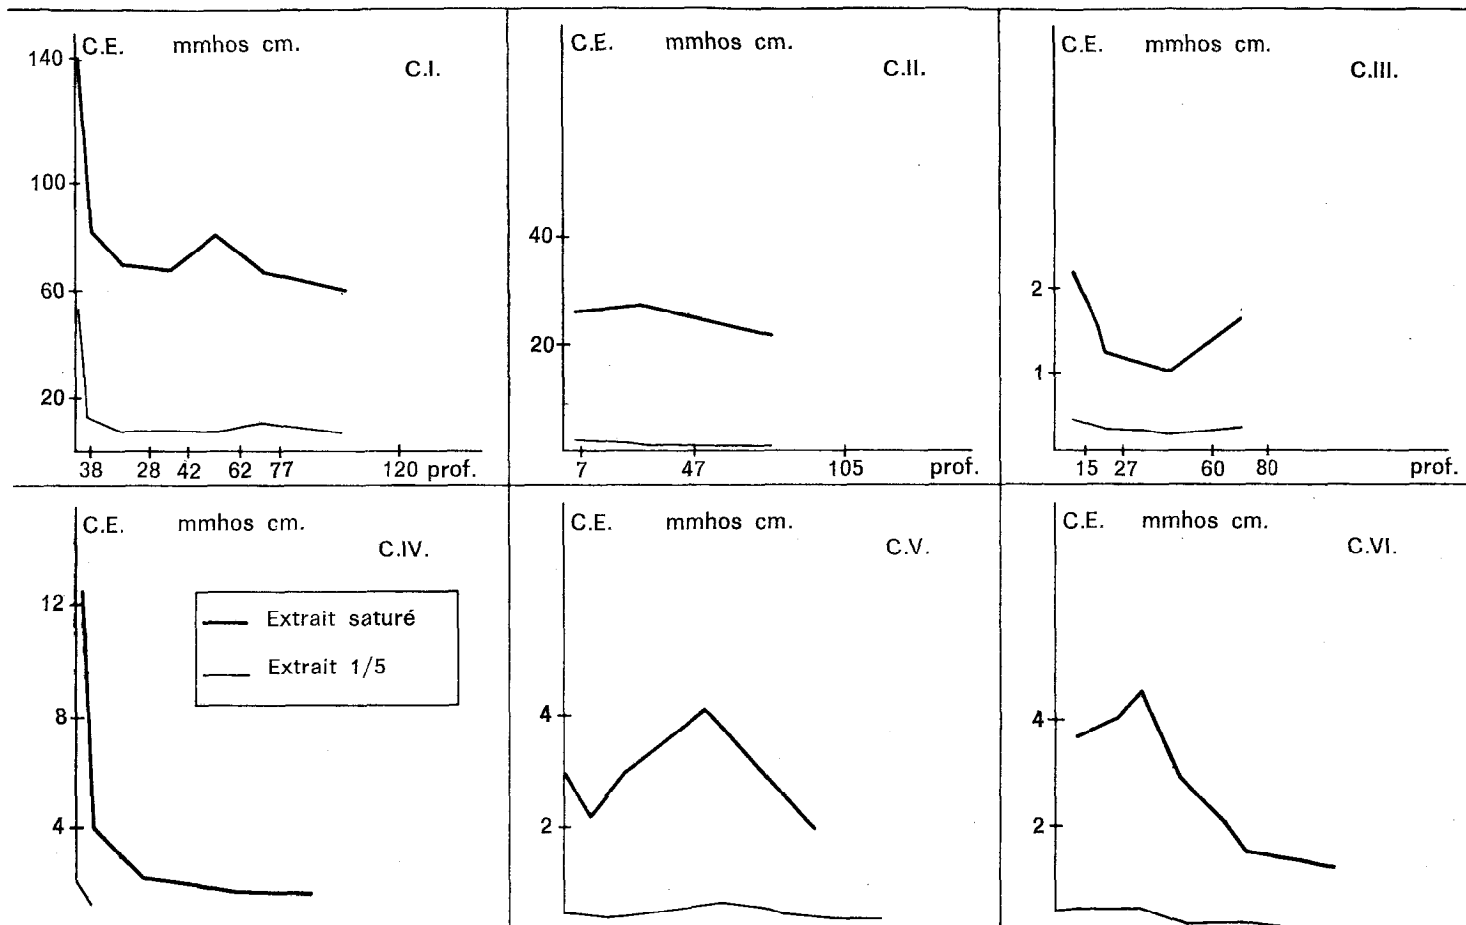 C.E. mmhos cm.
C.I.
140
100
60
20
38 28 42 62 77 120 prof.
C.E. mmhos cm.
C.II.
40
20
7 47 105 prof.
C.E. mmhos cm.
C.III.
2
1
15 27 60 80 prof.
C.E. mmhos cm.
C.IV.
12
8
4
Extrait saturé
Extrait 1/5
C.E. mmhos cm.
C.V.
4
2
C.E. mmhos cm.
C.VI.
4
2